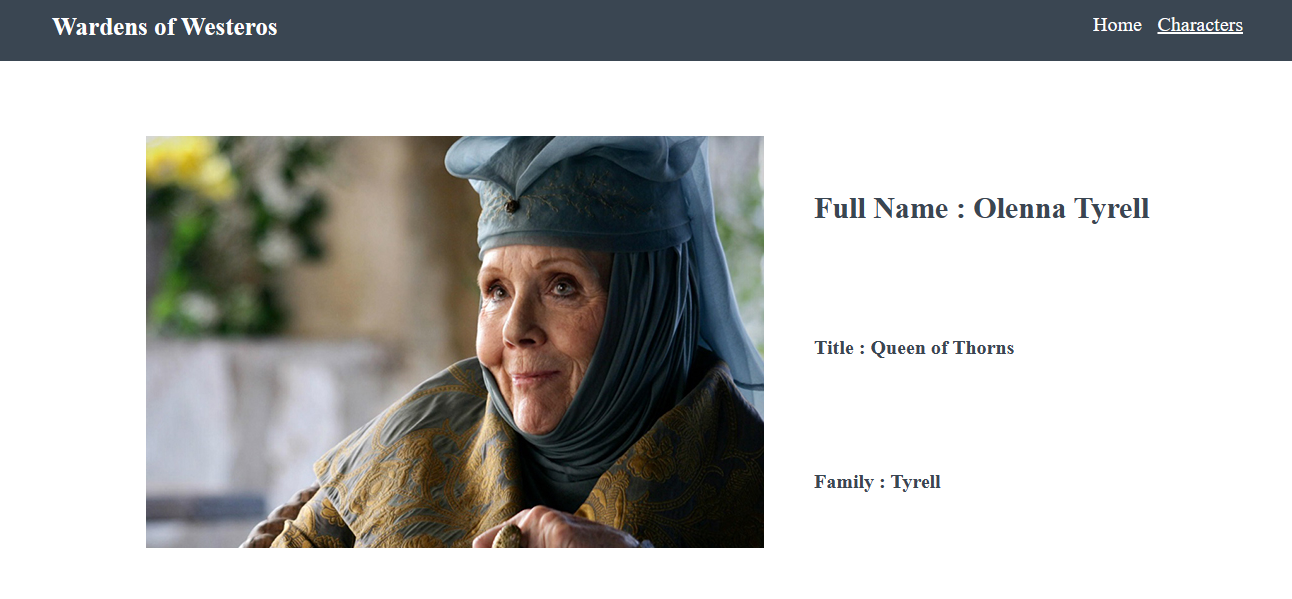 Wardens of Westeros
Home Characters
Full Name : Olenna Tyrell
Title : Queen of Thorns
Family : Tyrell